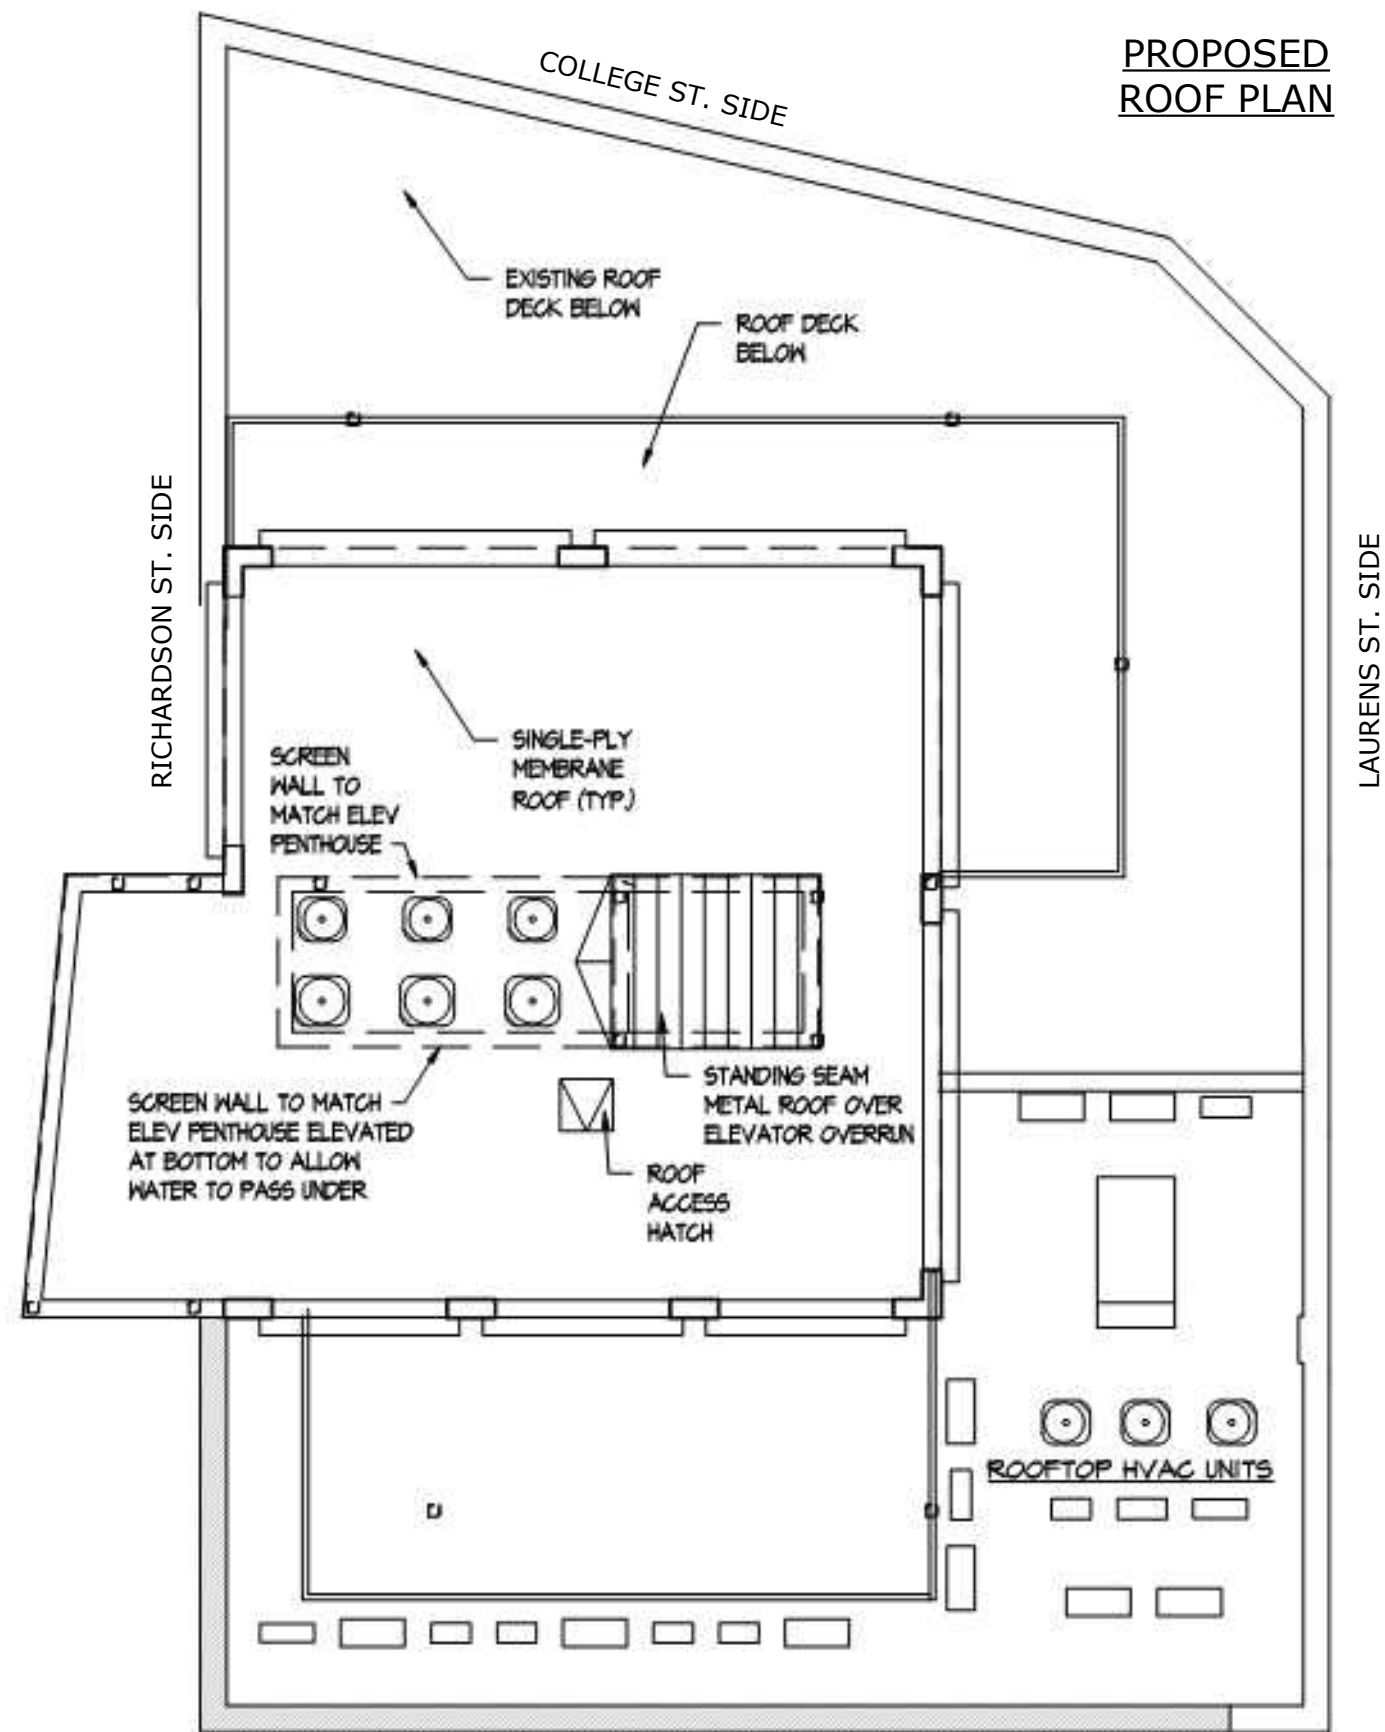 PROPOSED
ROOF PLAN
COLLEGE ST. SIDE
EXISTING ROOF
DECK BELOW
ROOF DECK
BELOW
RICHARDSON ST. SIDE
LAURENS ST. SIDE
SINGLE-PLY
MEMBRANE
ROOF (TYP.)
SCREEN
WALL TO
MATCH ELEV
PENTHOUSE
SCREEN WALL TO MATCH
ELEV PENTHOUSE ELEVATED
AT BOTTOM TO ALLOW
WATER TO PASS UNDER
STANDING SEAM
METAL ROOF OVER
ELEVATOR OVERRUN
ROOF
ACCESS
HATCH
ROOFTOP HVAC UNITS